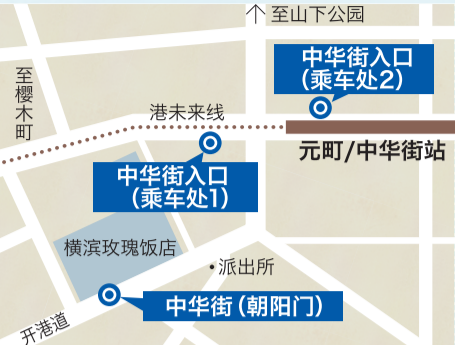 至山下公园
中华街入口
（乘车处2）
至樱木町
港未来线
元町/中华街站
中华街入口
（乘车处1）
横滨玫瑰饭店
•派出所
中华街（朝阳门）
开港道